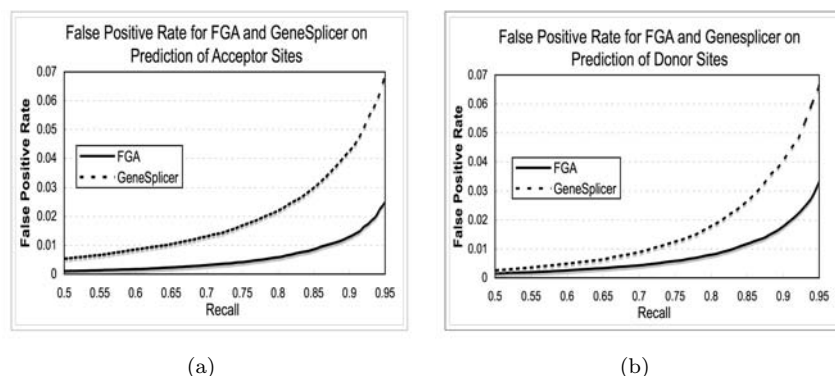 False Positive Rate for FGA and GeneSplicer on
Prediction of Acceptor Sites
False Positive Rate
0.07
0.06
0.05
0.04
0.03
0.02
0.01
0
FGA
GeneSplicer
0.5 0.55 0.6 0.65 0.7 0.75 0.8 0.85 0.9 0.95
Recall
(a)
False Positive Rate for FGA and Genesplicer on
Prediction of Donor Sites
False Positive Rate
0.07
0.06
0.05
0.04
0.03
0.02
0.01
0
FGA
GeneSplicer
0.5 0.55 0.6 0.65 0.7 0.75 0.8 0.85 0.9 0.95
Recall
(b)